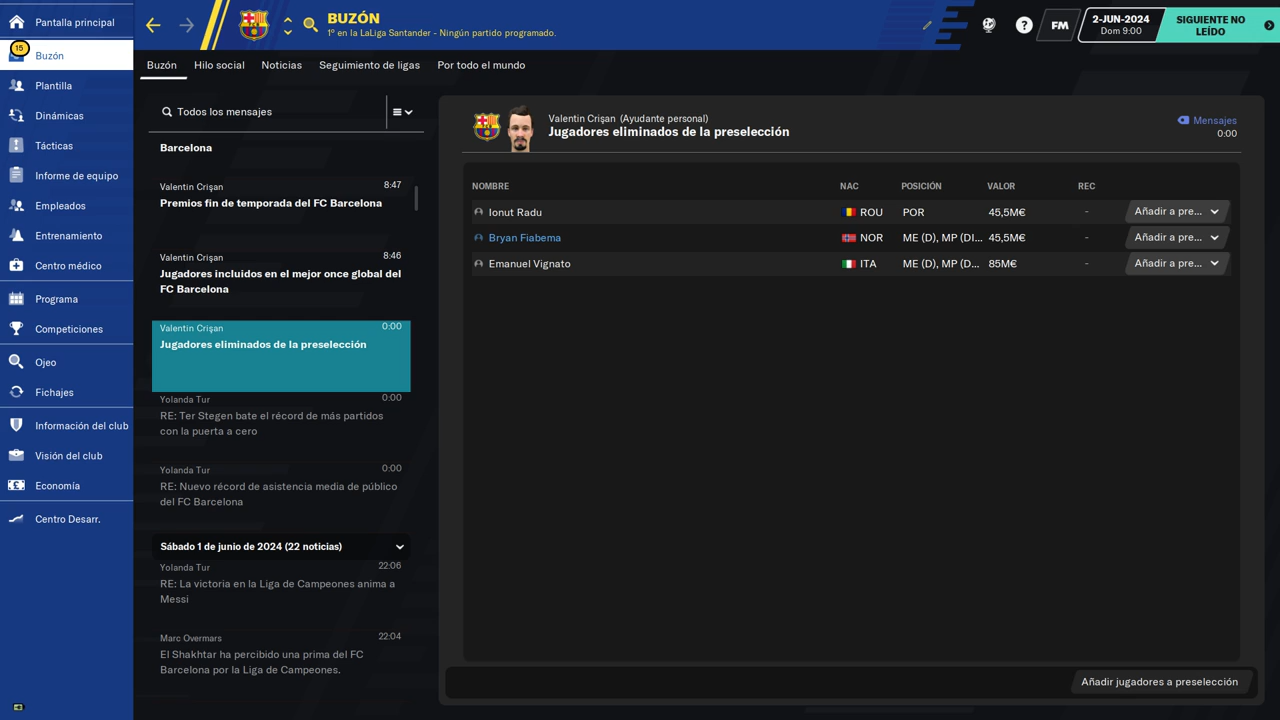 Pantalla principal
15
Buzón
Plantilla
Dinámicas
Tácticas
Informe de equipo
Empleados
Entrenamiento
Centro médico
Programa
Competiciones
Ojeo
Fichajes
Información del club
Visión del club
Economía
Centro Desarr.
BUZÓN
1º en la LaLiga Santander - Ningún partido programado.
FM
2-JUN-2024
Dom 9:00
SIGUIENTE NO LEÍDO
Buzón Hilo social Noticias Seguimiento de ligas Por todo el mundo
Todos los mensajes
Barcelona
Valentin Crișan 8:47
Premios fin de temporada del FC Barcelona
Valentin Crișan 8:46
Jugadores incluidos en el mejor once global del
FC Barcelona
Valentin Crișan 0:00
Jugadores eliminados de la preselección
Yolanda Tur 0:00
RE: Ter Stegen bate el récord de más partidos
con la puerta a cero
Yolanda Tur 0:00
RE: Nuevo récord de asistencia media de público
del FC Barcelona
Sábado 1 de junio de 2024 (22 noticias)
Yolanda Tur 22:06
RE: La victoria en la Liga de Campeones anima a
Messi
Marc Overmars 22:04
El Shakhtar ha percibido una prima del FC
Barcelona por la Liga de Campeones.
Valentin Crișan (Ayudante personal)
Jugadores eliminados de la preselección
Mensajes
0:00
NOMBRE NAC POSICIÓN VALOR REC
Ionut Radu ROU POR 45,5M€ - Añadir a pre...
Bryan Fiabema NOR ME (D), MP (DI... 45,5M€ - Añadir a pre...
Emanuel Vignato ITA ME (D), MP (D... 85M€ - Añadir a pre...
Añadir jugadores a preselección